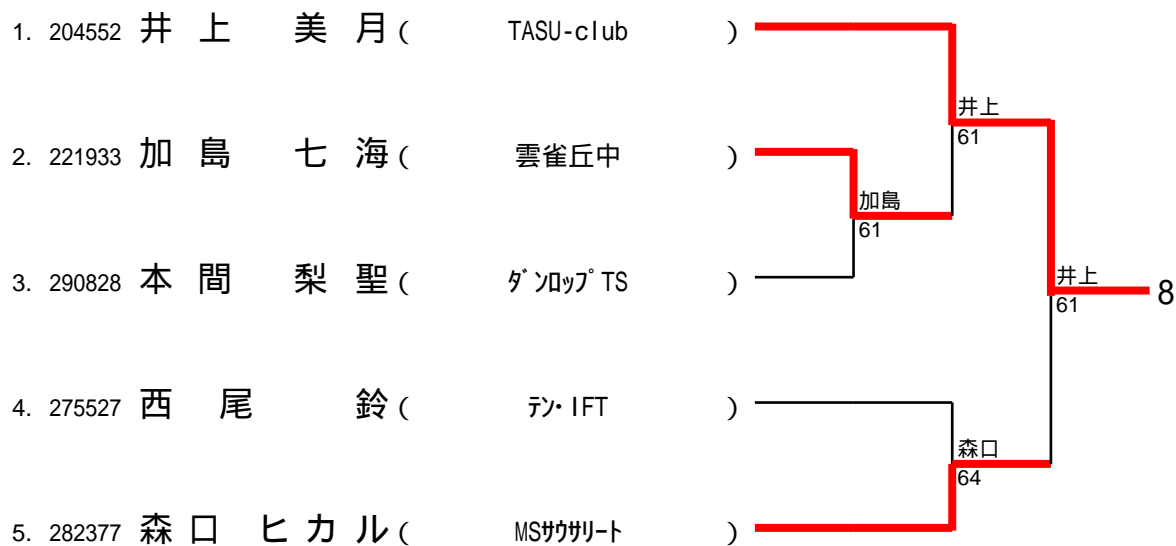 1. 204552 井上 美月 ( TASU-club )
井上
61
2. 221933 加島 七海 ( 雲雀丘中 )
加島
61
3. 290828 本間 梨聖 ( ﾀﾞﾝﾛｯﾌﾟTS )
井上
61
8
4. 275527 西尾 鈴 ( ﾃﾝ･IFT )
森口
64
5. 282377 森口 ヒカル ( MSｻｳｻﾘｰﾄ )